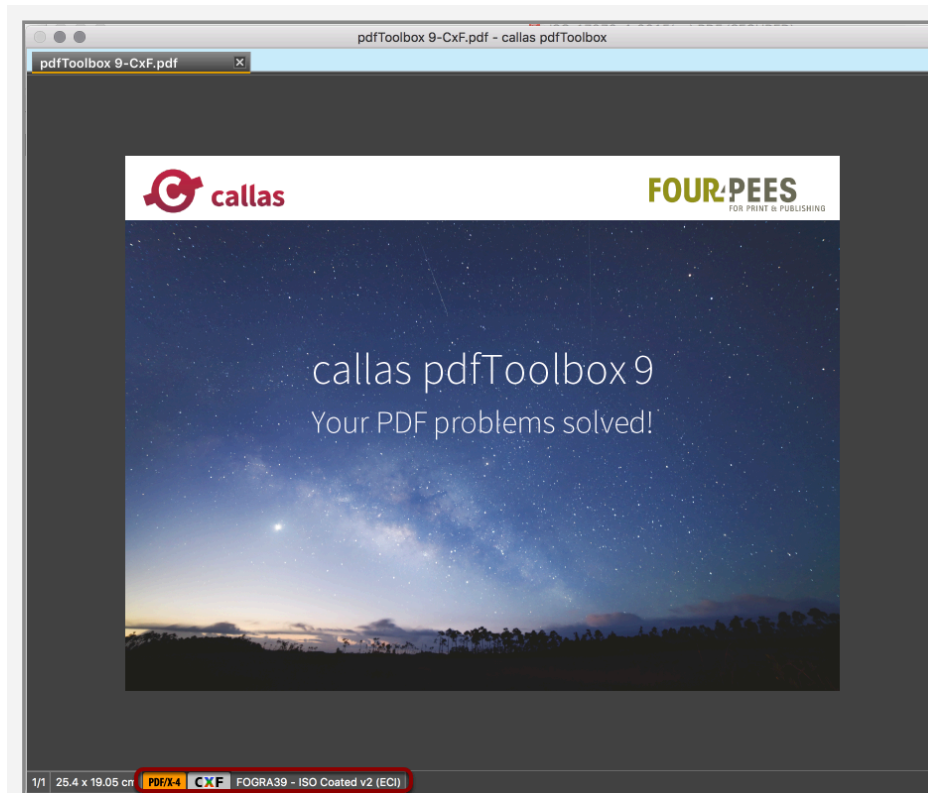 pdfToolbox 9-CxF.pdf - callas pdfToolbox
pdfToolbox 9-CxF.pdf
callas
FOUR PEES
FOR PRINT & PUBLISHING
callas pdfToolbox 9
Your PDF problems solved!
1/1 25.4 x 19.05 cm PDF/X-4 CXF FOGRA39 - ISO Coated v2 (ECI)